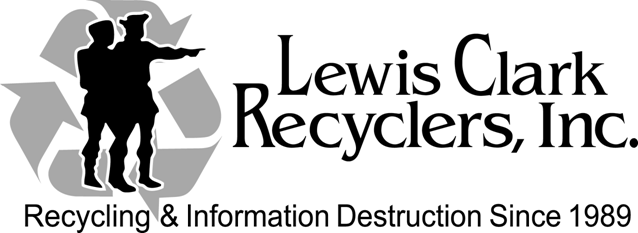 Lewis Clark
Recyclers, Inc.
Recycling & Information Destruction Since 1989